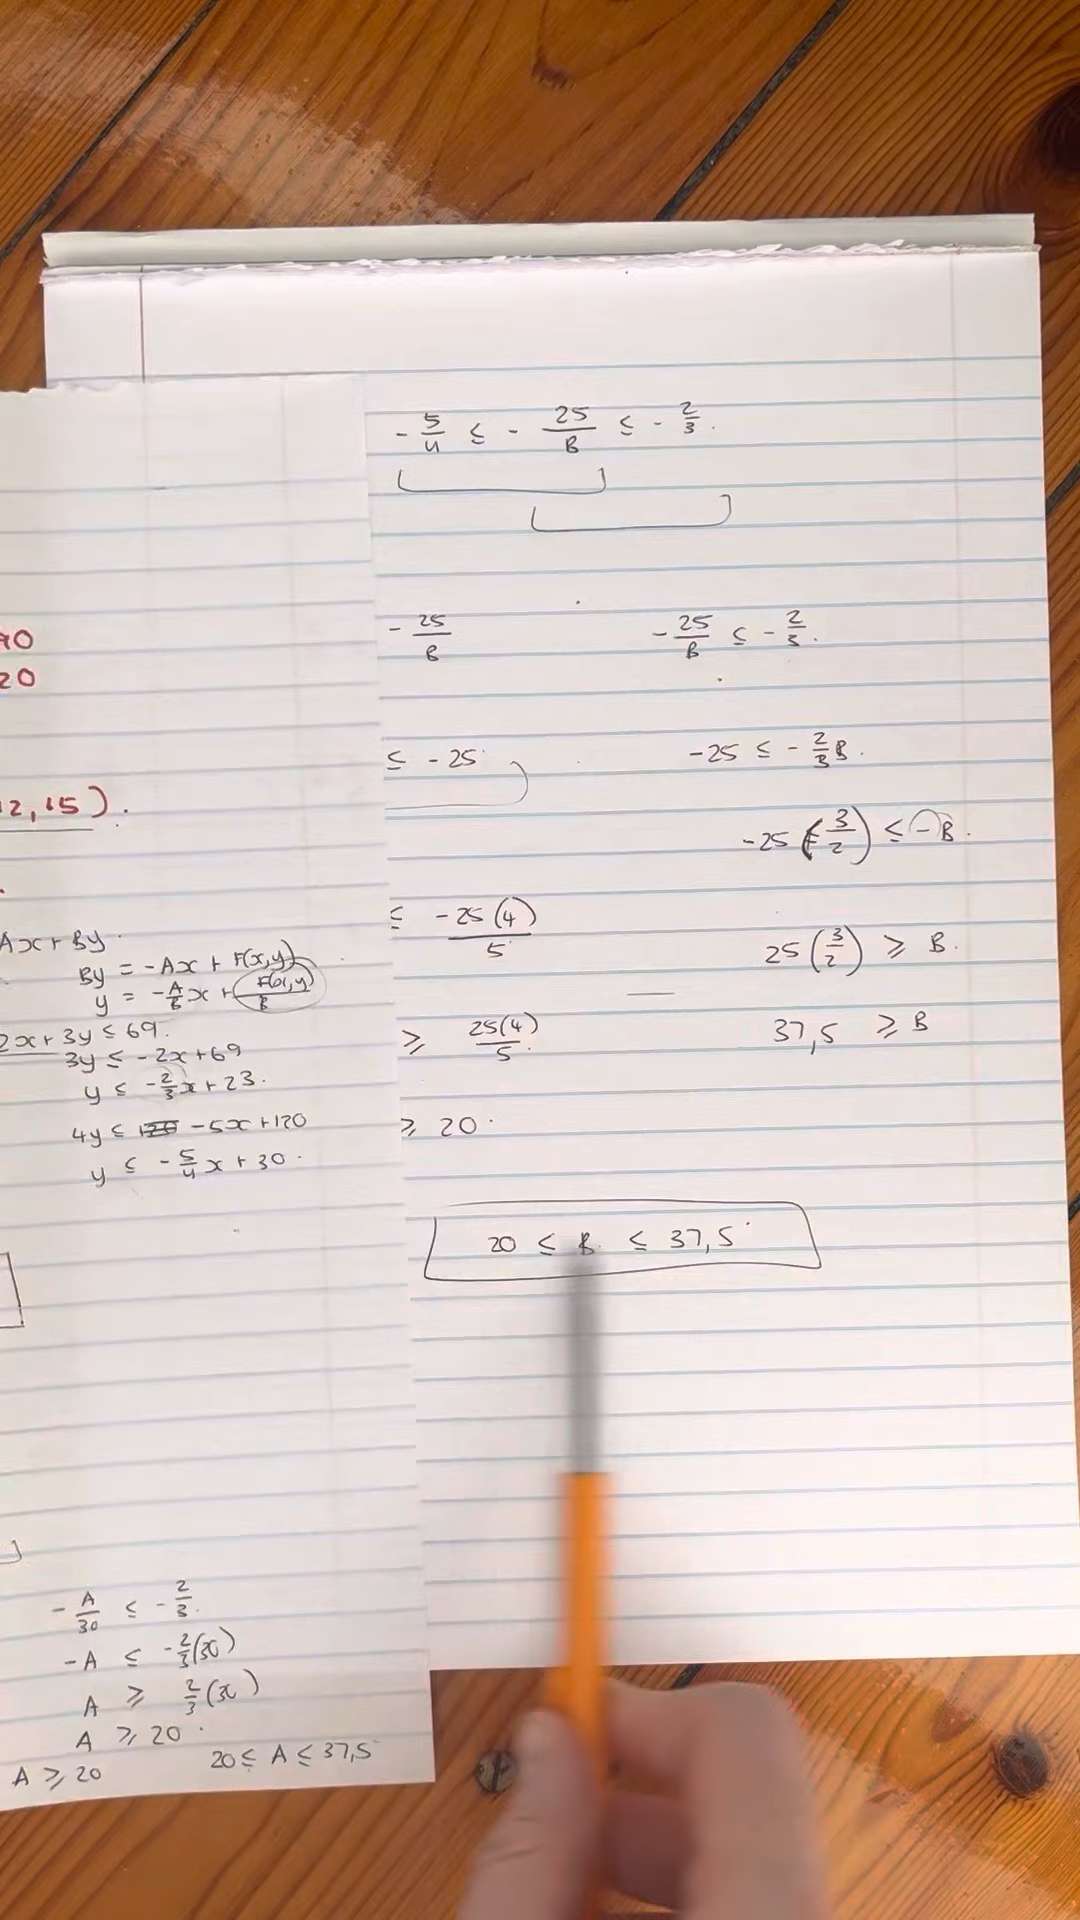 -5/4 ≤ - 25/B ≤ - 2/3.
- 25/B
≤ -25
≤ -25(4)/5
≥ 25(4)/5.
≥ 20.
- 25/B ≤ - 2/3.
-25 ≤ - 2/3 B.
-25 (3/2) ≤ -B.
25 (3/2) ≥ B.
37,5 ≥ B
20 ≤ B. ≤ 37,5
20
2,15).
Ax + By.
By = -Ax + F(x,y)
y = -A/B x + F(x,y)/B
2x + 3y ≤ 69.
3y ≤ -2x + 69
y ≤ -2/3 x + 23.
4y ≤ -5x + 120
y ≤ -5/4 x + 30.
- A/30 ≤ - 2/3.
-A ≤ -2/3 (30)
A ≥ 2/3 (30)
A ≥ 20.
A ≥ 20 20 ≤ A ≤ 37,5